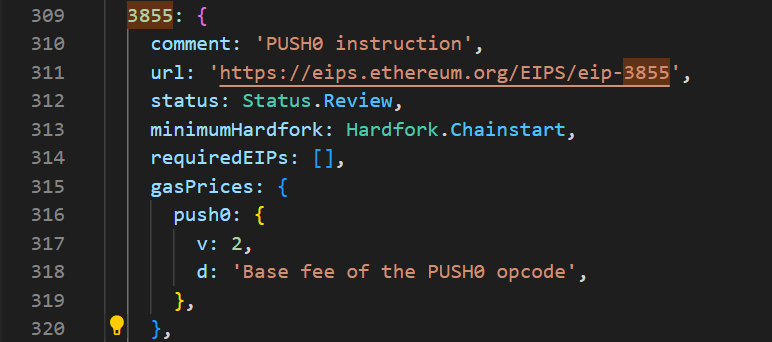 309 3855: {
310 comment: 'PUSH0 instruction',
311 url: 'https://eips.ethereum.org/EIPS/eip-3855',
312 status: Status.Review,
313 minimumHardfork: Hardfork.Chainstart,
314 requiredEIPs: [],
315 gasPrices: {
316 push0: {
317 v: 2,
318 d: 'Base fee of the PUSH0 opcode',
319 },
320 },